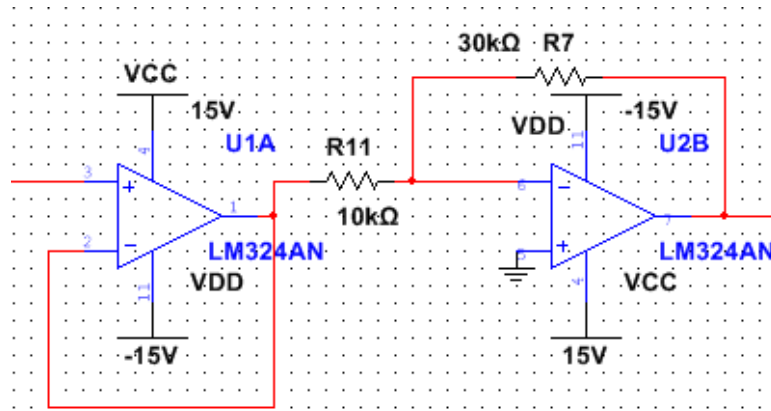 30kΩ R7
VCC
15V
-15V
VDD
11
U1A
U2B
4
R11
3
+
1
6
−
7
2
−
10kΩ
5
+
LM324AN
LM324AN
11
VDD
4
VCC
-15V
15V